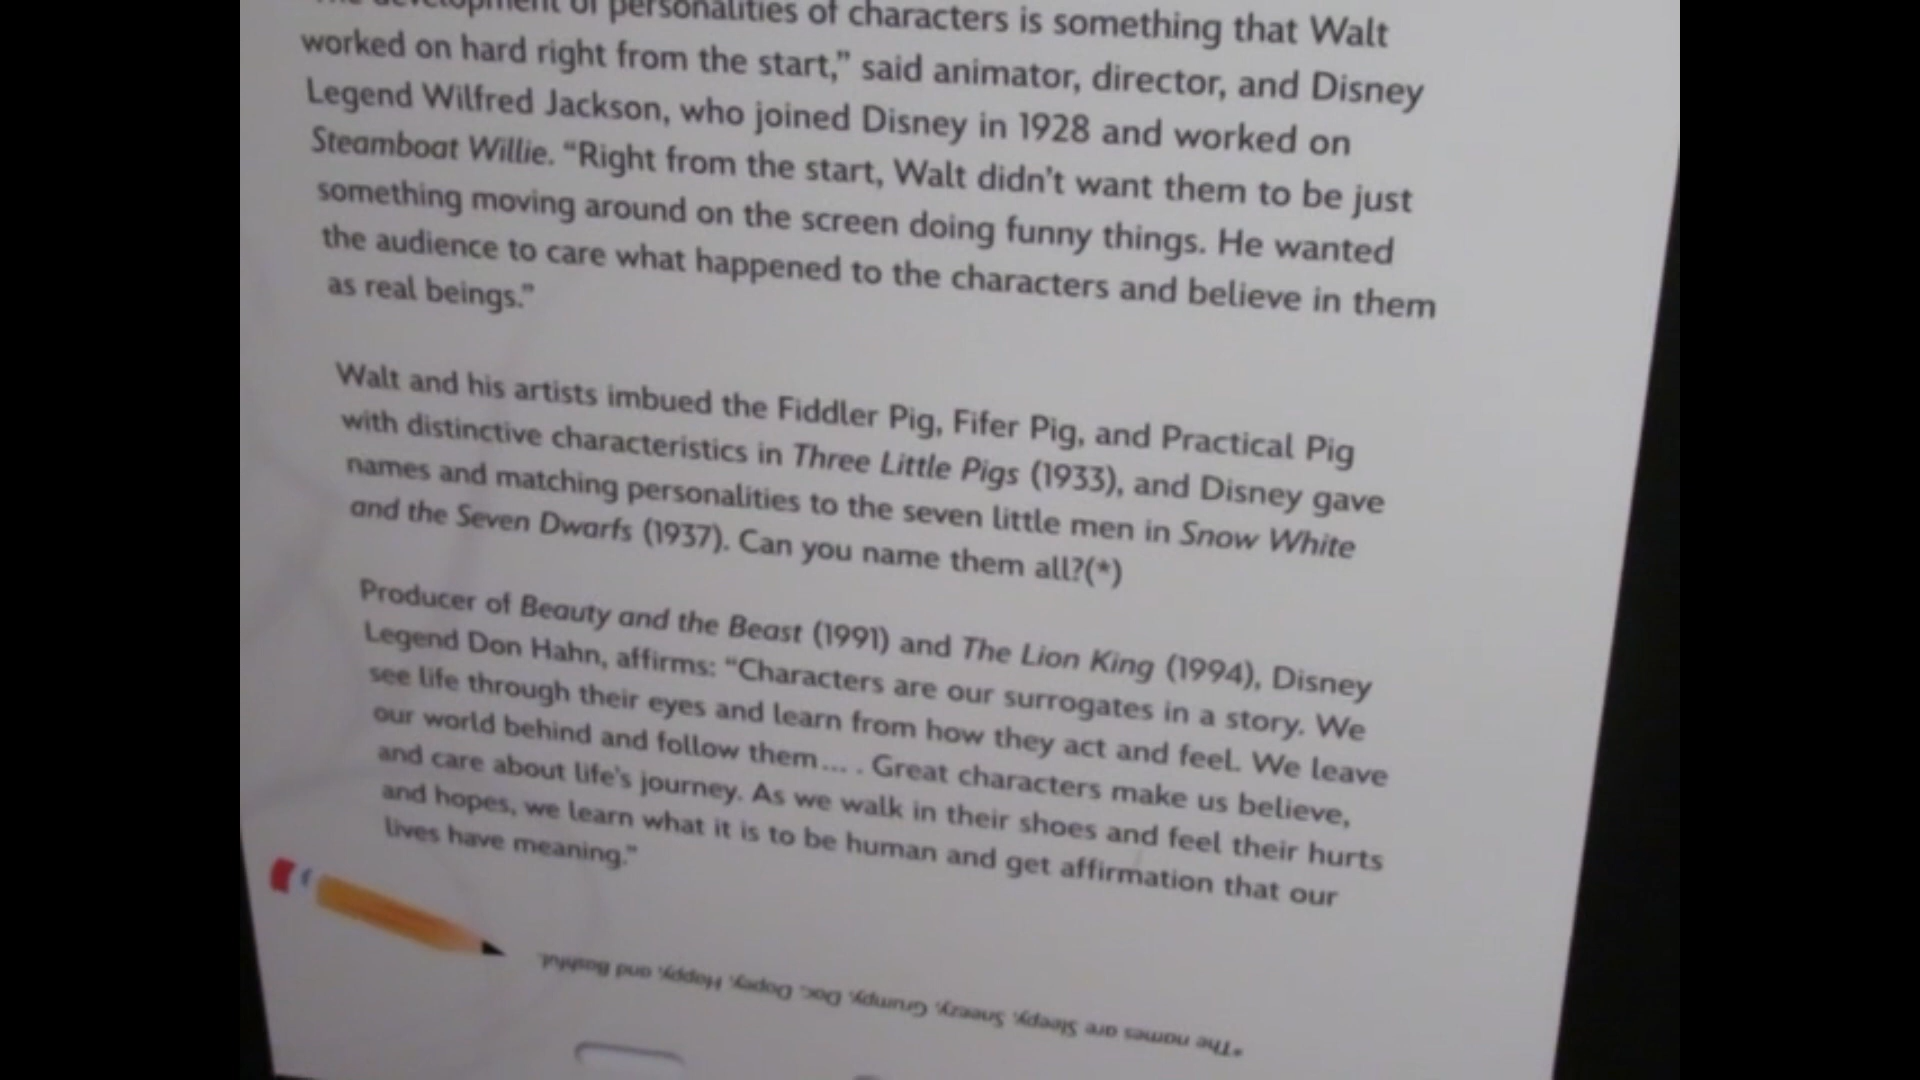 The development of personalities of characters is something that Walt
worked on hard right from the start,” said animator, director, and Disney
Legend Wilfred Jackson, who joined Disney in 1928 and worked on
Steamboat Willie. “Right from the start, Walt didn’t want them to be just
something moving around on the screen doing funny things. He wanted
the audience to care what happened to the characters and believe in them
as real beings.”
Walt and his artists imbued the Fiddler Pig, Fifer Pig, and Practical Pig
with distinctive characteristics in Three Little Pigs (1933), and Disney gave
names and matching personalities to the seven little men in Snow White
and the Seven Dwarfs (1937). Can you name them all?(*)
Producer of Beauty and the Beast (1991) and The Lion King (1994), Disney
Legend Don Hahn, affirms: “Characters are our surrogates in a story. We
see life through their eyes and learn from how they act and feel. We leave
our world behind and follow them... . Great characters make us believe,
and care about life’s journey. As we walk in their shoes and feel their hurts
and hopes, we learn what it is to be human and get affirmation that our
lives have meaning.”
*The names are Sleepy, Sneezy, Grumpy, Doc, Dopey, Happy, and Bashful.